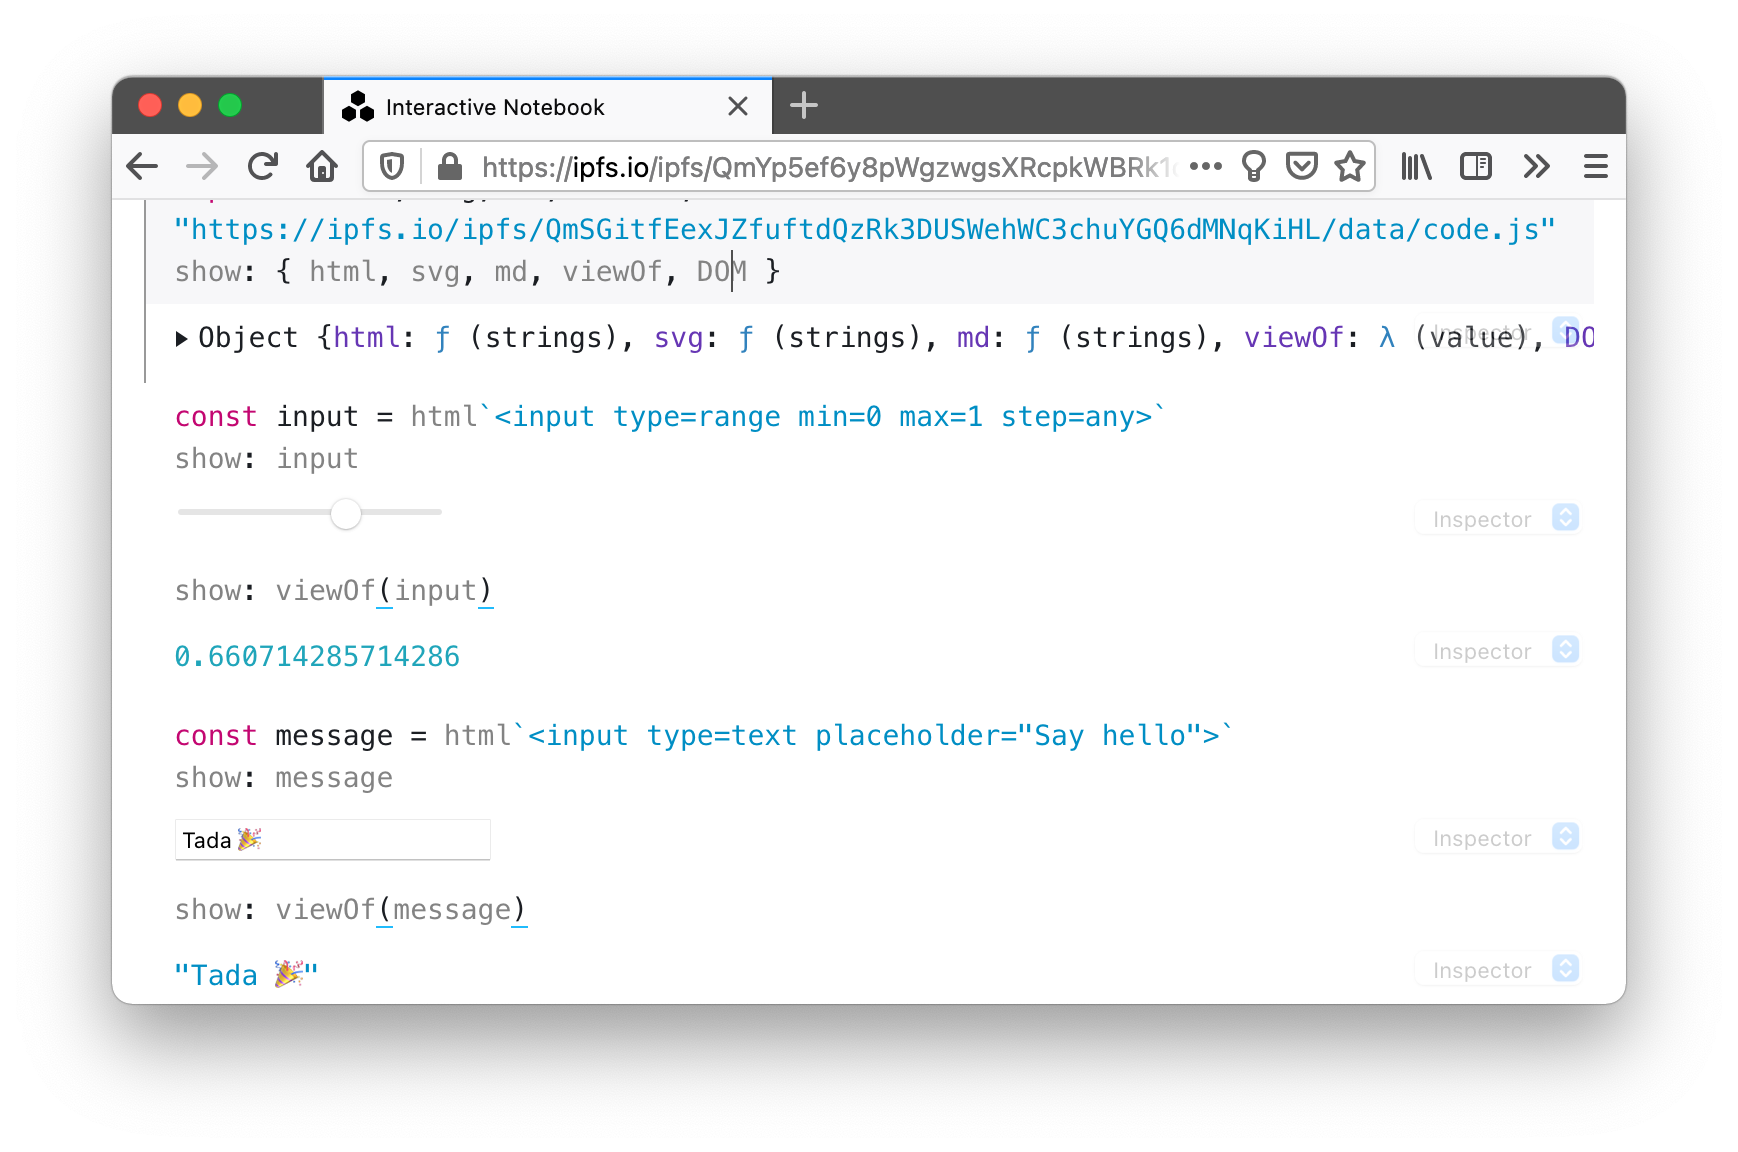 Interactive Notebook
https://ipfs.io/ipfs/QmYp5ef6y8pWgzwgsXRcpkWBRk1
"https://ipfs.io/ipfs/QmSGitfEexJZfuftdQzRk3DUSWehWC3chuYGQ6dMNqKiHL/data/code.js"
show: { html, svg, md, viewOf, DOM }
Object {html: ƒ (strings), svg: ƒ (strings), md: ƒ (strings), viewOf: λ (value), DO
Inspector
const input = html`<input type=range min=0 max=1 step=any>`
show: input
Inspector
show: viewOf(input)
0.660714285714286
Inspector
const message = html`<input type=text placeholder="Say hello">`
show: message
Tada 🎉
Inspector
show: viewOf(message)
"Tada 🎉"
Inspector